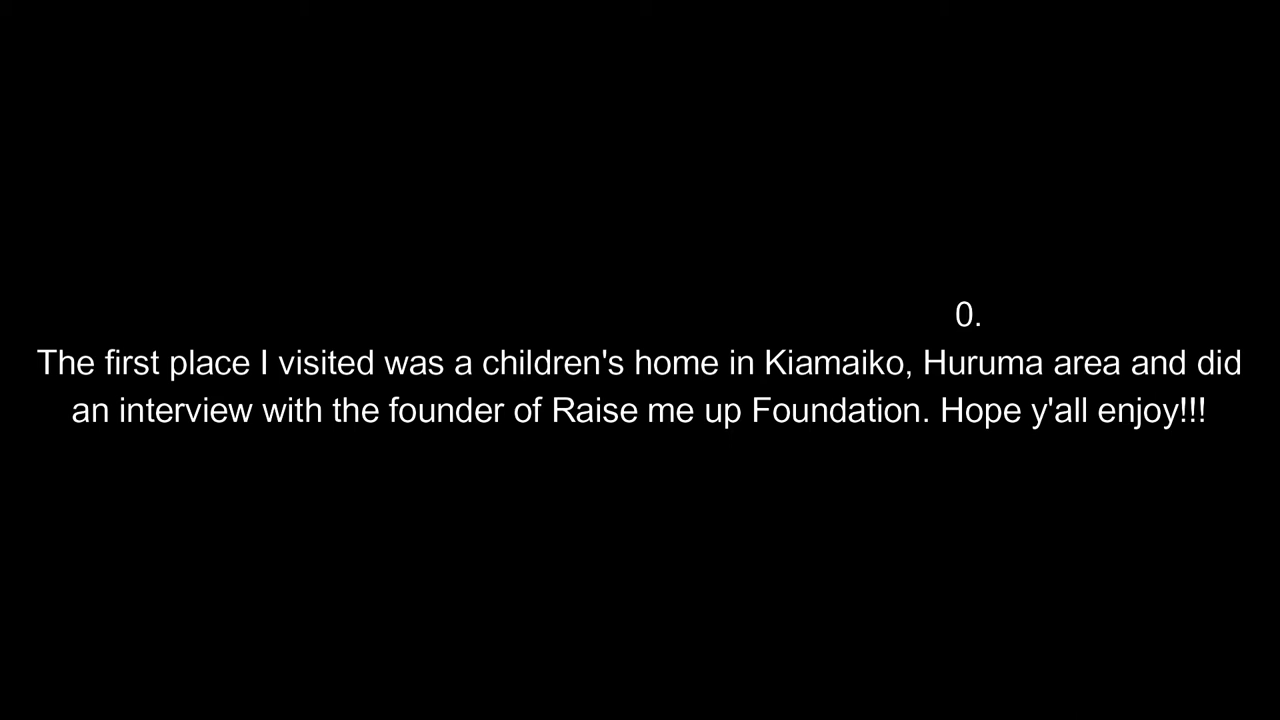 0.
The first place I visited was a children's home in Kiamaiko, Huruma area and did
an interview with the founder of Raise me up Foundation. Hope y'all enjoy!!!